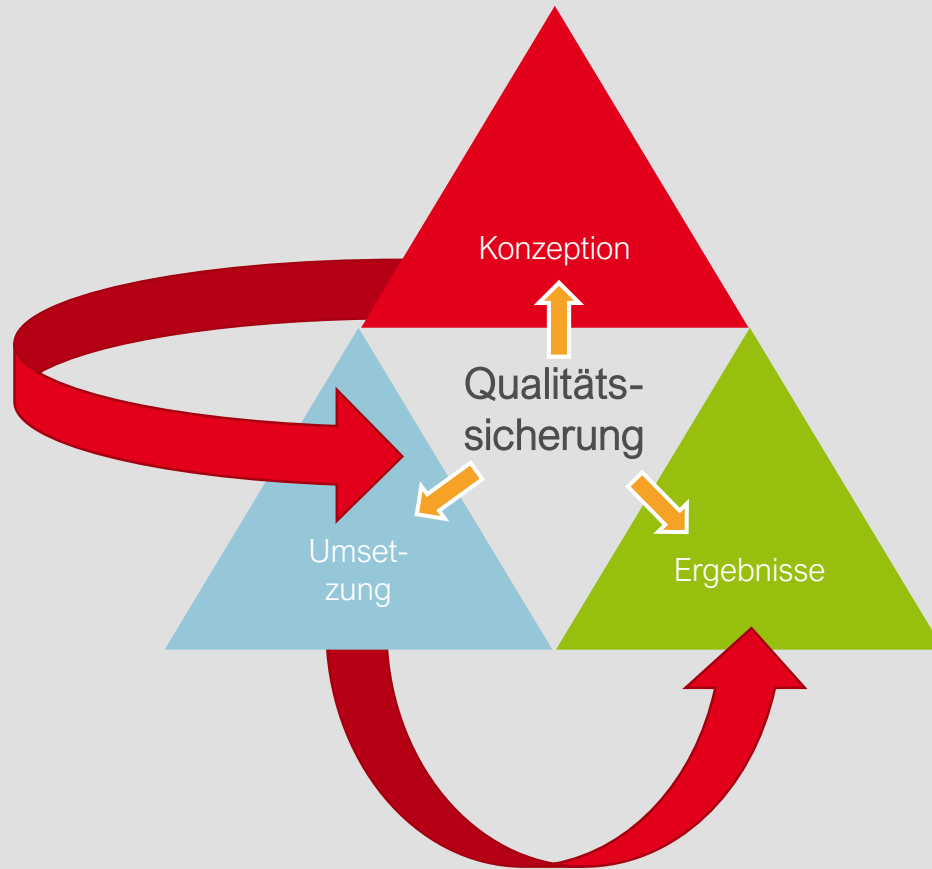 Konzeption
Qualitäts-
sicherung
Umset-
zung
Ergebnisse